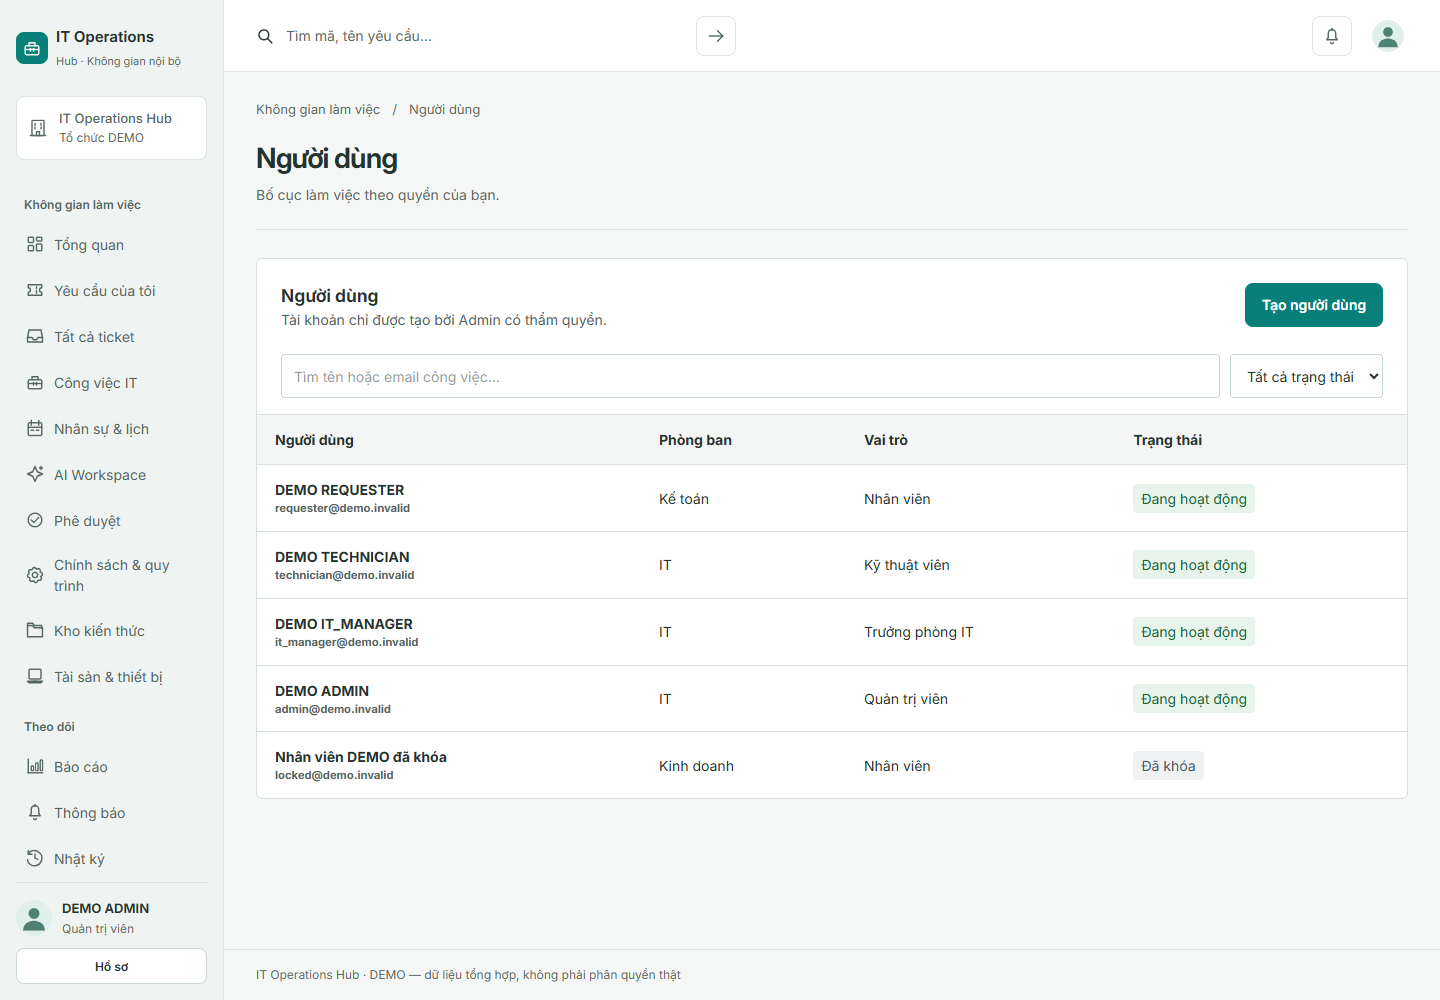 IT Operations
Hub · Không gian nội bộ
IT Operations Hub
Tổ chức DEMO
Không gian làm việc
Tổng quan
Yêu cầu của tôi
Tất cả ticket
Công việc IT
Nhân sự & lịch
AI Workspace
Phê duyệt
Chính sách & quy
trình
Kho kiến thức
Tài sản & thiết bị
Theo dõi
Báo cáo
Thông báo
Nhật ký
DEMO ADMIN
Quản trị viên
Hồ sơ
Tìm mã, tên yêu cầu...
Không gian làm việc / Người dùng
Người dùng
Bố cục làm việc theo quyền của bạn.
Người dùng
Tài khoản chỉ được tạo bởi Admin có thẩm quyền.
Tạo người dùng
Tìm tên hoặc email công việc...
Tất cả trạng thái
Người dùng Phòng ban Vai trò Trạng thái
DEMO REQUESTER
requester@demo.invalid
Kế toán Nhân viên Đang hoạt động
DEMO TECHNICIAN
technician@demo.invalid
IT Kỹ thuật viên Đang hoạt động
DEMO IT_MANAGER
it_manager@demo.invalid
IT Trưởng phòng IT Đang hoạt động
DEMO ADMIN
admin@demo.invalid
IT Quản trị viên Đang hoạt động
Nhân viên DEMO đã khóa
locked@demo.invalid
Kinh doanh Nhân viên Đã khóa
IT Operations Hub · DEMO — dữ liệu tổng hợp, không phải phân quyền thật